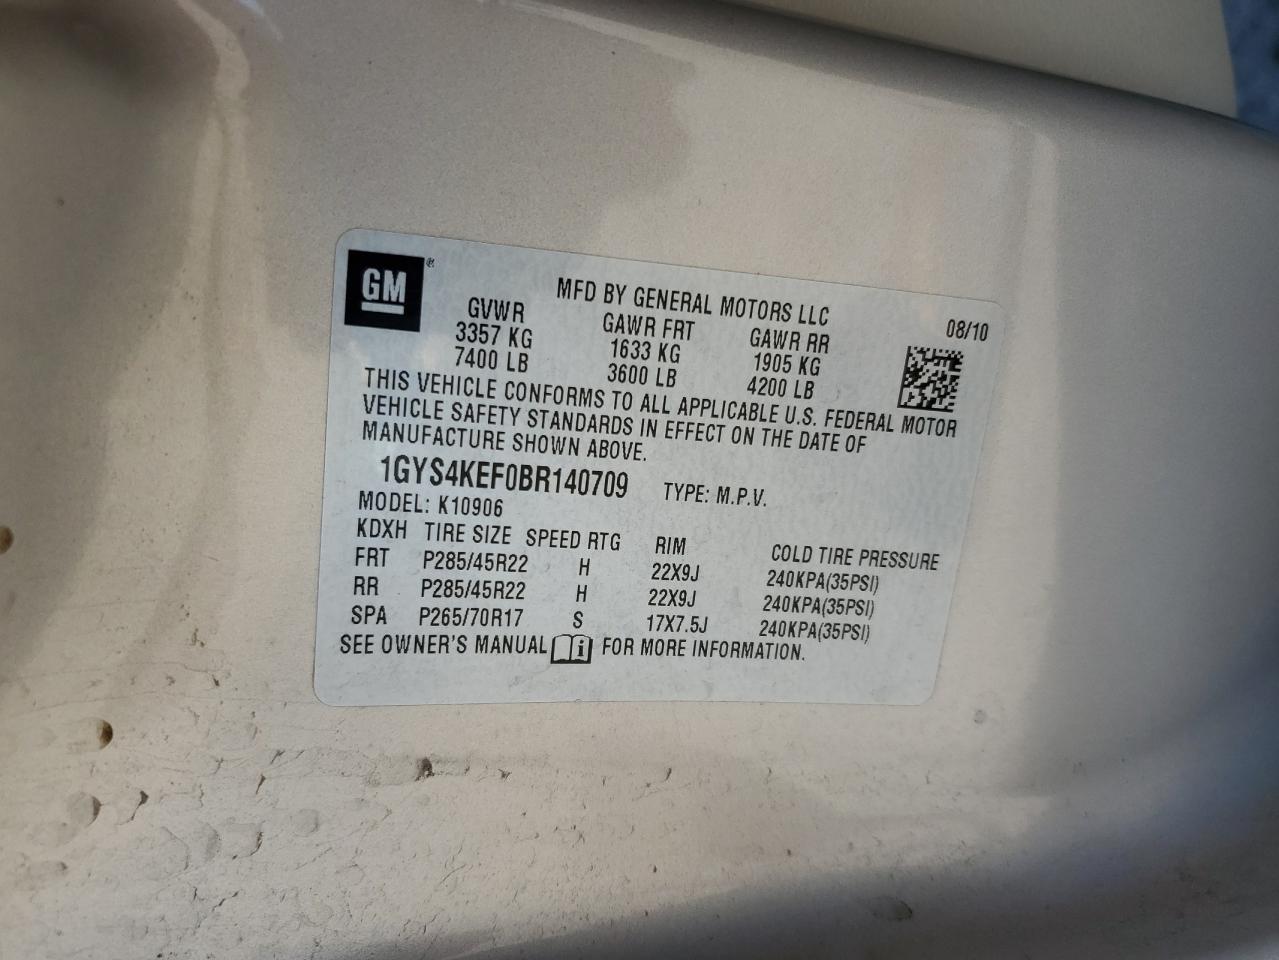 GM®
MFD BY GENERAL MOTORS LLC
08/10
GVWR GAWR FRT GAWR RR
3357 KG 1633 KG 1905 KG
7400 LB 3600 LB 4200 LB
THIS VEHICLE CONFORMS TO ALL APPLICABLE U.S. FEDERAL MOTOR
VEHICLE SAFETY STANDARDS IN EFFECT ON THE DATE OF
MANUFACTURE SHOWN ABOVE.
1GYS4KEF0BR140709 TYPE: M.P.V.
MODEL: K10906
KDXH TIRE SIZE SPEED RTG RIM COLD TIRE PRESSURE
FRT P285/45R22 H 22X9J 240KPA(35PSI)
RR P285/45R22 H 22X9J 240KPA(35PSI)
SPA P265/70R17 S 17X7.5J 240KPA(35PSI)
SEE OWNER'S MANUAL i FOR MORE INFORMATION.